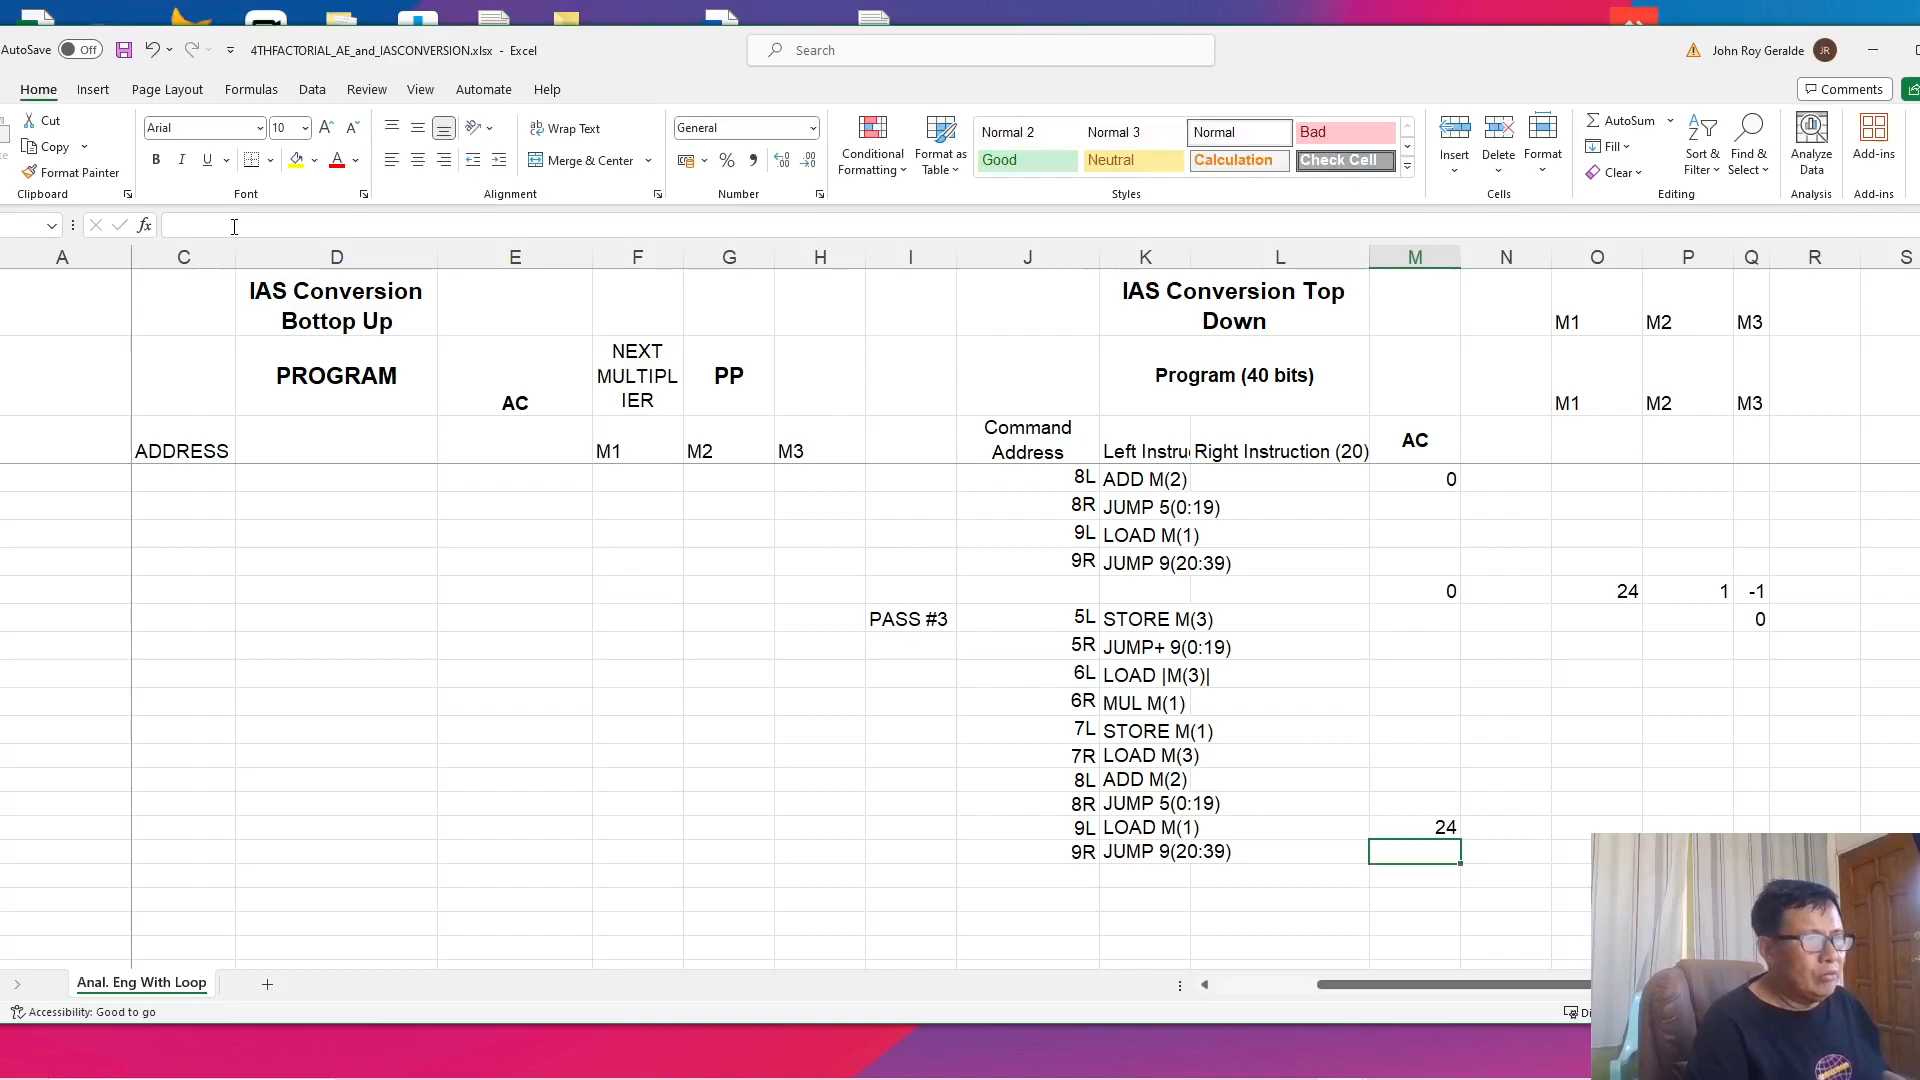 AutoSave Off 4THFACTORIAL_AE_and_IASCONVERSION.xlsx - Excel Search John Roy Geralde JR
Home Insert Page Layout Formulas Data Review View Automate Help Comments
Cut
Copy
Format Painter
Clipboard
Arial 10
B I U
Font
Wrap Text
Merge & Center
Alignment
General
Number
Conditional Formatting
Format as Table
Normal 2 Normal 3 Normal Bad
Good Neutral Calculation Check Cell
Styles
Insert Delete Format
Cells
AutoSum
Fill
Clear
Sort & Filter
Find & Select
Editing
Analyze Data
Analysis
Add-ins
Add-ins
fx
A C D E F G H I J K L M N O P Q R S
IAS Conversion Bottop Up IAS Conversion Top Down M1 M2 M3
PROGRAM AC NEXT MULTIPLIER PP Program (40 bits) M1 M2 M3
ADDRESS M1 M2 M3 Command Address Left Instru Right Instruction (20) AC
8L ADD M(2) 0
8R JUMP 5(0:19)
9L LOAD M(1)
9R JUMP 9(20:39)
0 24 1 -1
PASS #3 5L STORE M(3) 0
5R JUMP+ 9(0:19)
6L LOAD |M(3)|
6R MUL M(1)
7L STORE M(1)
7R LOAD M(3)
8L ADD M(2)
8R JUMP 5(0:19)
9L LOAD M(1) 24
9R JUMP 9(20:39)
Anal. Eng With Loop
Accessibility: Good to go